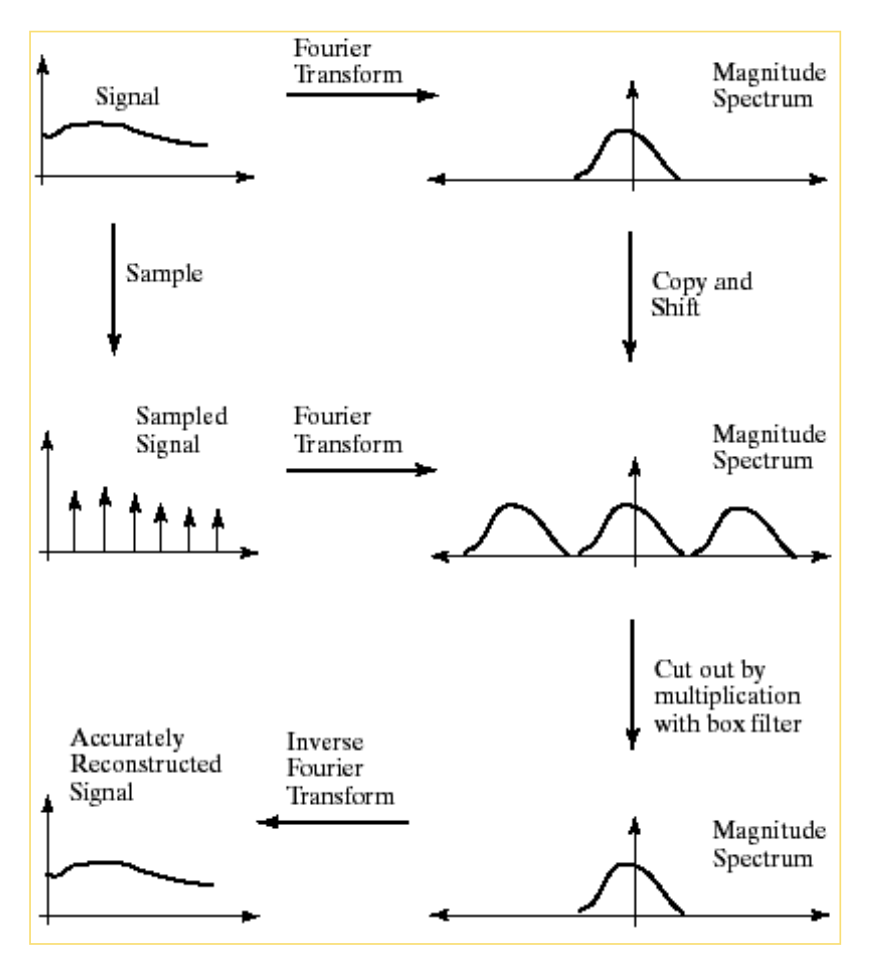 Fourier
Transform
Magnitude
Spectrum
Signal
Sample
Copy and
Shift
Sampled
Signal
Fourier
Transform
Magnitude
Spectrum
Cut out by
multiplication
with box filter
Accurately
Reconstructed
Signal
Inverse
Fourier
Transform
Magnitude
Spectrum